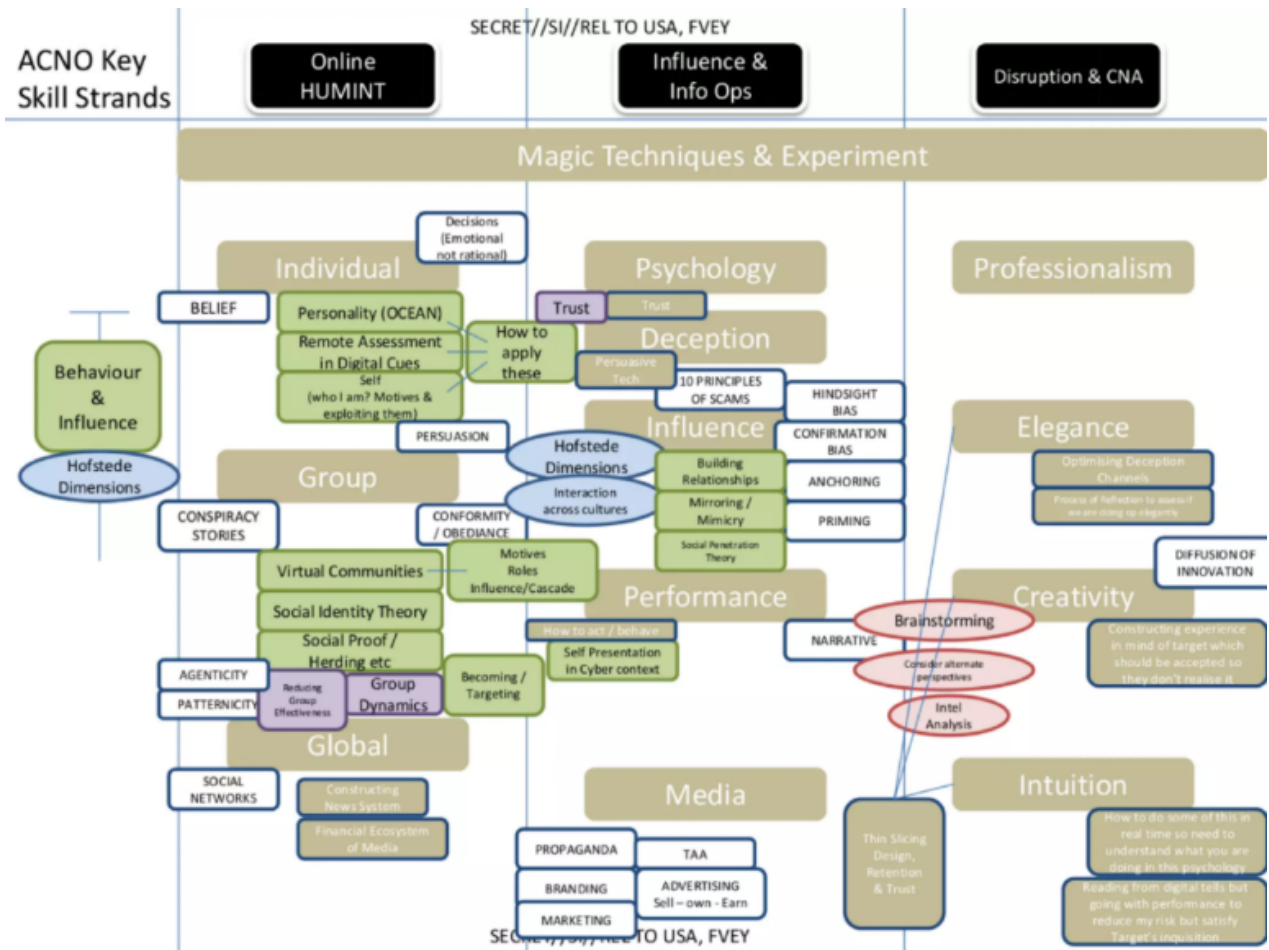 SECRET//SI//REL TO USA, FVEY
ACNO Key
Skill Strands
Online
HUMINT
Influence &
Info Ops
Disruption & CNA
Magic Techniques & Experiment
Decisions
(Emotional
not rational)
Individual
Psychology
Professionalism
BELIEF
Personality (OCEAN)
Remote Assessment
in Digital Cues
Self
(who I am? Motives &
exploiting them)
How to
apply
these
Trust
Trust
Deception
Persuasive
Tech
10 PRINCIPLES
OF SCAMS
HINDSIGHT
BIAS
Behaviour
&
Influence
Hofstede
Dimensions
PERSUASION
Influence
CONFIRMATION
BIAS
Elegance
Hofstede
Dimensions
Building
Relationships
ANCHORING
Optimising Deception
Channels
Group
Interaction
across cultures
Mirroring /
Mimicry
PRIMING
Process of Reflection to assess if
we are doing op elegantly
CONSPIRACY
STORIES
CONFORMITY
/ OBEDIANCE
Social Penetration
Theory
DIFFUSION OF
INNOVATION
Virtual Communities
Motives
Roles
Influence/Cascade
Social Identity Theory
Social Proof /
Herding etc
Performance
Creativity
How to act / behave
Self Presentation
in Cyber context
NARRATIVE
Brainstorming
Consider alternate
perspectives
Intel
Analysis
Constructing experience
in mind of target which
should be accepted so
they don't realise it
AGENTICITY
PATTERNICITY
Reducing
Group
Effectiveness
Group
Dynamics
Becoming /
Targeting
Global
SOCIAL
NETWORKS
Constructing
News System
Financial Ecosystem
of Media
Media
Intuition
PROPAGANDA
TAA
BRANDING
ADVERTISING
Sell – own - Earn
MARKETING
Thin Slicing
Design,
Retention
& Trust
How to do some of this in
real time so need to
understand what you are
doing in this psychology
Reading from digital tells but
going with performance to
reduce my risk but satisfy
Target's inquisition
SECRET//SI//REL TO USA, FVEY